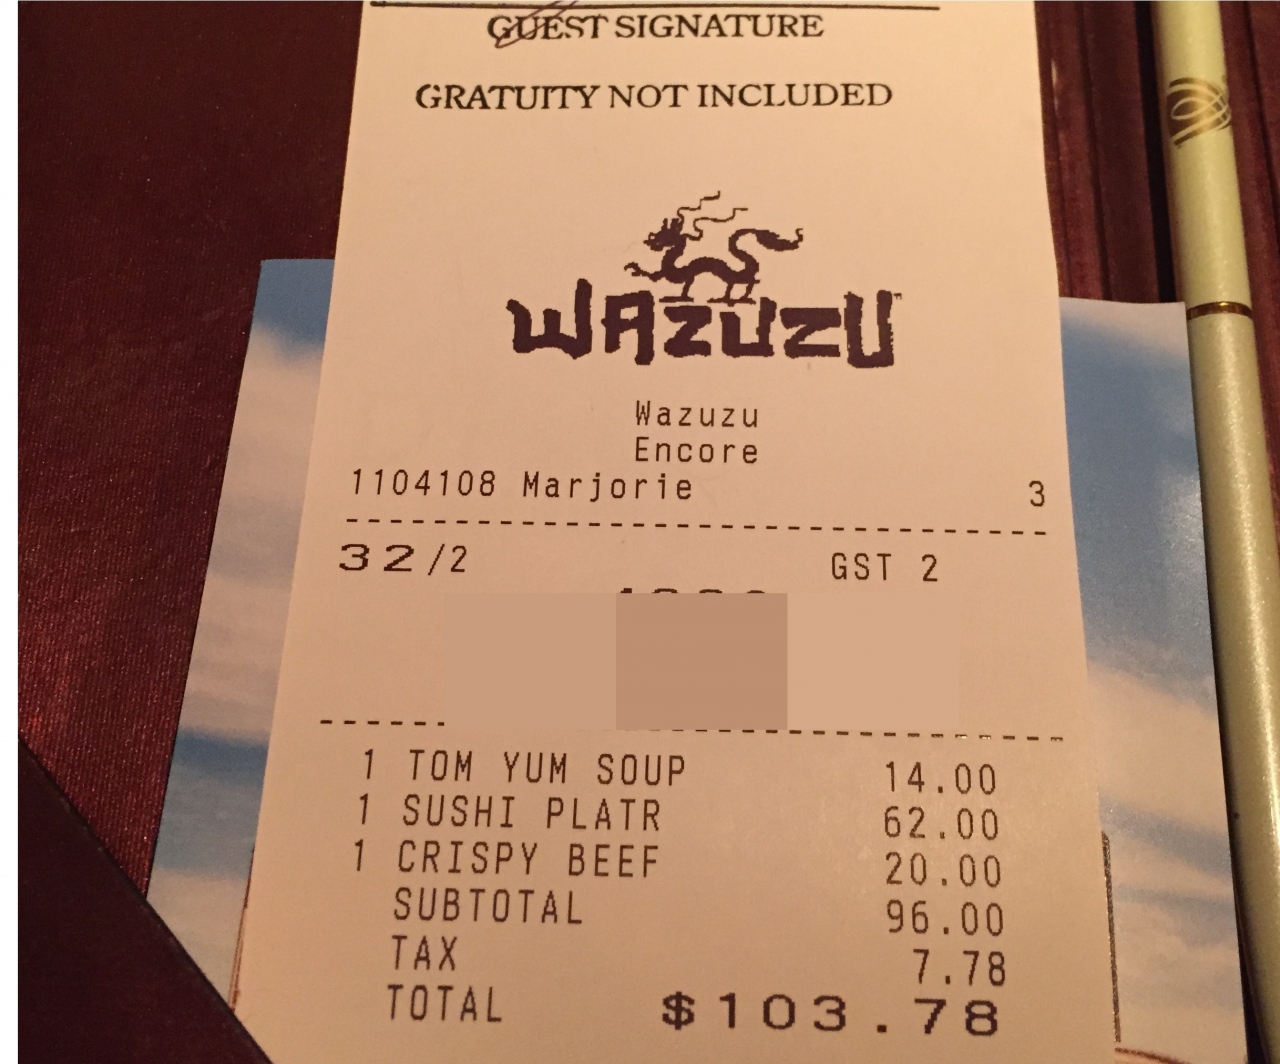 GUEST SIGNATURE
GRATUITY NOT INCLUDED
WAZUZU™
Wazuzu
Encore
1104108 Marjorie 3
32/2 GST 2
1 TOM YUM SOUP 14.00
1 SUSHI PLATR 62.00
1 CRISPY BEEF 20.00
SUBTOTAL 96.00
TAX 7.78
TOTAL $103.78